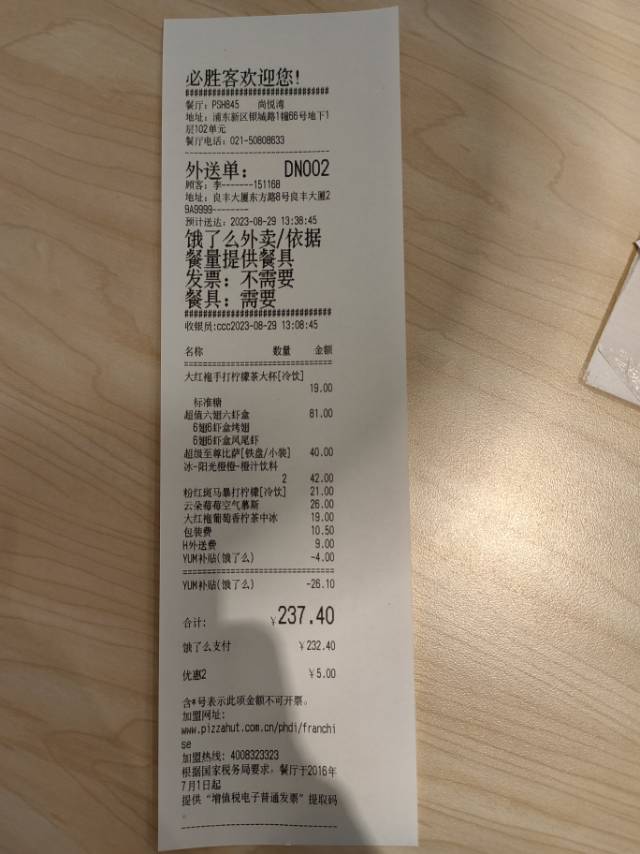 必胜客欢迎您!
####################################
餐厅: PSH845 尚悦湾
地址: 浦东新区银城路1幢66号地下1
层102单元
餐厅电话: 021-50808633
外送单: DN002
顾客: 李-------151168
地址: 良丰大厦东方路8号良丰大厦2
9A9999--------
预计送达: 2023-08-29 13:38:45
饿了么外卖/依据
餐量提供餐具
发票: 不需要
餐具: 需要
####################################
收银员:ccc2023-08-29 13:08:45
名称 数量 金额
大红袍手打柠檬茶大杯[冷饮]
19.00
标准糖
超值六翅六虾盒 81.00
6翅6虾盒烤翅
6翅6虾盒凤尾虾
超级至尊比萨[铁盘/小装] 40.00
冰-阳光橙橙-橙汁饮料
2 42.00
粉红斑马暴打柠檬[冷饮] 21.00
云朵莓莓空气慕斯 26.00
大红袍葡萄香柠茶中冰 19.00
包装费 10.50
H外送费 9.00
YUM补贴(饿了么) -4.00
YUM补贴(饿了么) -26.10
合计: ¥237.40
饿了么支付 ¥232.40
优惠2 ¥5.00
含*号表示此项金额不可开票。
加盟网址:
www.pizzahut.com.cn/phdi/franchi
se
加盟热线: 4008323323
根据国家税务局要求, 餐厅于2016年
7月1日起
提供“增值税电子普通发票”提取码
。